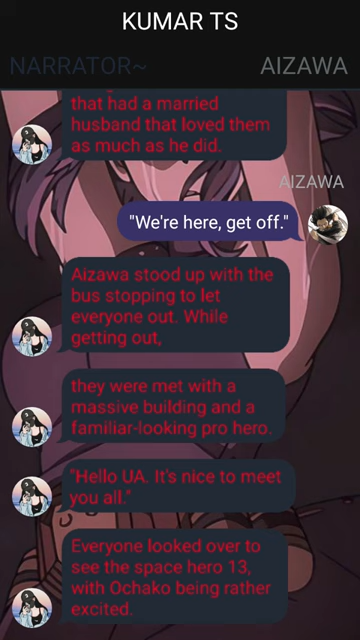 KUMAR TS
NARRATOR~
AIZAWA
that had a married
husband that loved them
as much as he did.
AIZAWA
"We're here, get off."
Aizawa stood up with the
bus stopping to let
everyone out. While
getting out,
they were met with a
massive building and a
familiar-looking pro hero.
"Hello UA. It's nice to meet
you all."
Everyone looked over to
see the space hero 13,
with Ochako being rather
excited.